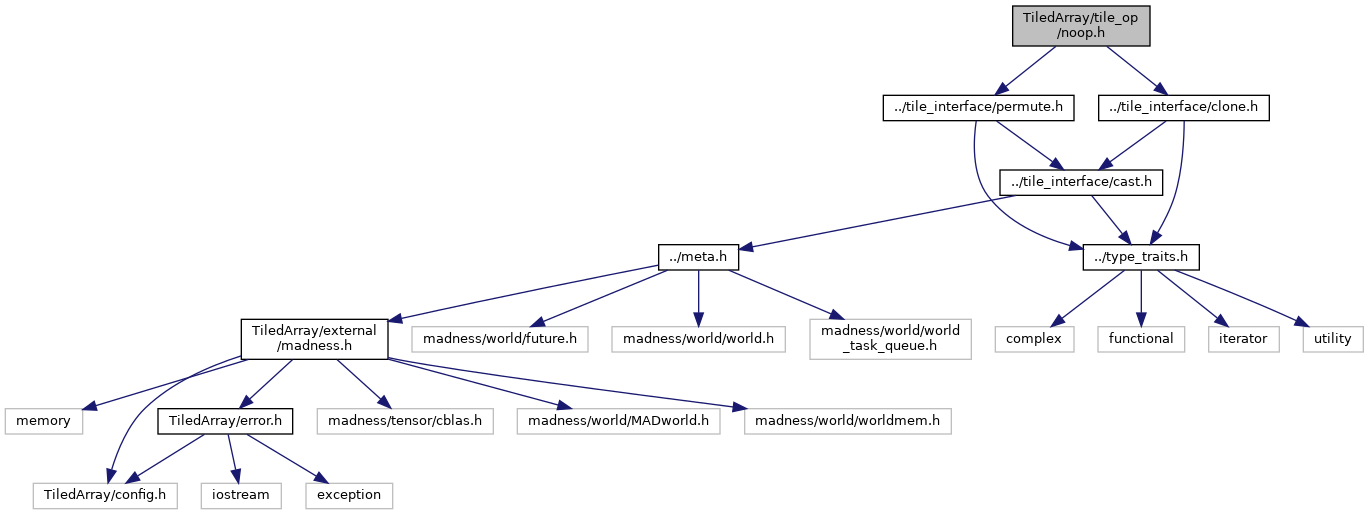 TiledArray/tile_op
/noop.h
../tile_interface/permute.h
../tile_interface/clone.h
../tile_interface/cast.h
../meta.h
../type_traits.h
TiledArray/external
/madness.h
madness/world/future.h
madness/world/world.h
madness/world/world
_task_queue.h
complex
functional
iterator
utility
memory
TiledArray/error.h
madness/tensor/cblas.h
madness/world/MADworld.h
madness/world/worldmem.h
TiledArray/config.h
iostream
exception